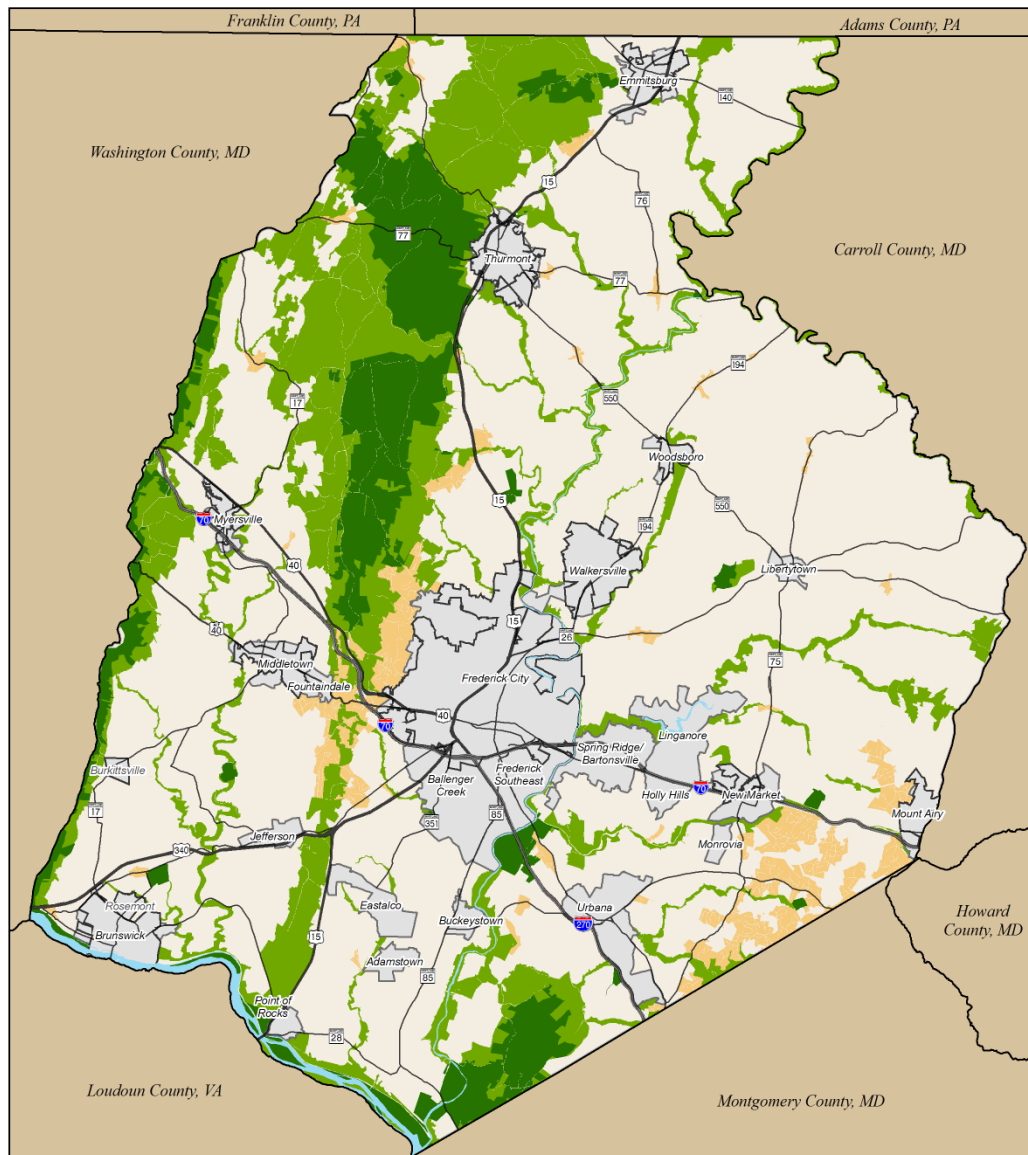 Franklin County, PA
Adams County, PA
Emmitsburg
140
Washington County, MD
15
76
77
Carroll County, MD
Thurmont
77
194
17
550
Woodsboro
15
70
Myersville
194
550
40
Walkersville
Libertytown
15
40
26
Middletown
75
Frederick City
Fountaindale
40
70
Linganore
Spring Ridge/
Bartonsville
Burkittsville
Frederick
Southeast
Ballenger
Creek
Holly Hills
70
New Market
17
351
85
Mount Airy
Jefferson
340
Monrovia
Rosemont
Eastalco
Urbana
Howard
County, MD
Brunswick
15
Buckeystown
270
Adamstown
85
Point of
Rocks
28
Loudoun County, VA
Montgomery County, MD